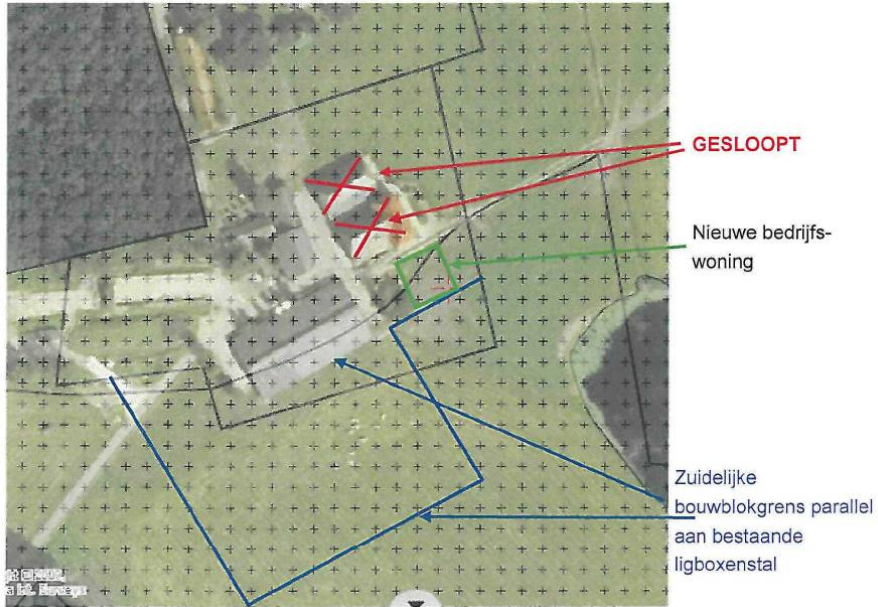 GESLOOPT
Nieuwe bedrijfs-
woning
Zuidelijke
bouwblokgrens parallel
aan bestaande
ligboxenstal